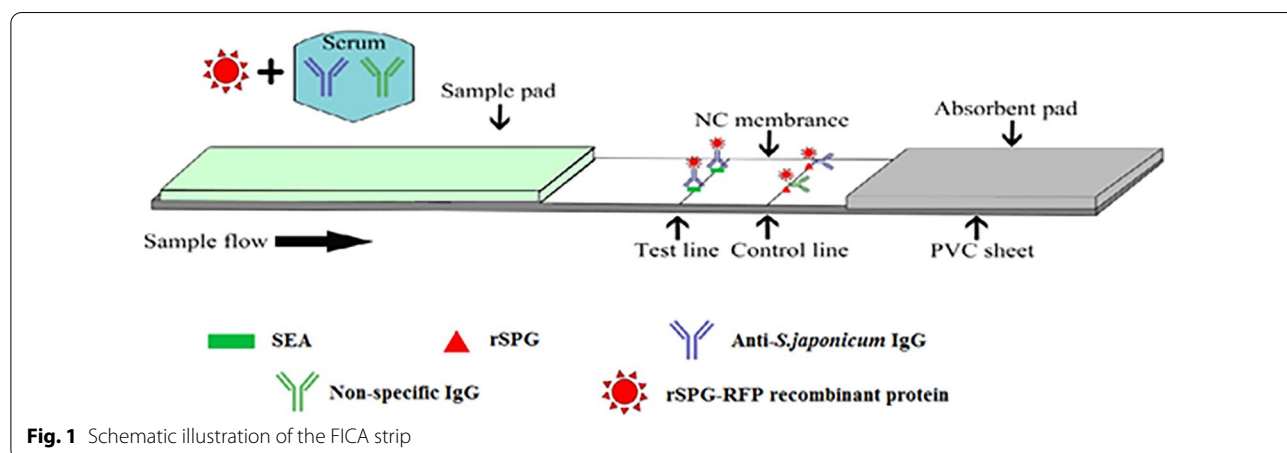 Serum
+
Sample pad
NC membrance
Absorbent pad
Sample flow
Test line
Control line
PVC sheet
SEA
rSPG
Anti-S.japonicum IgG
Non-specific IgG
rSPG-RFP recombinant protein
Fig. 1 Schematic illustration of the FICA strip